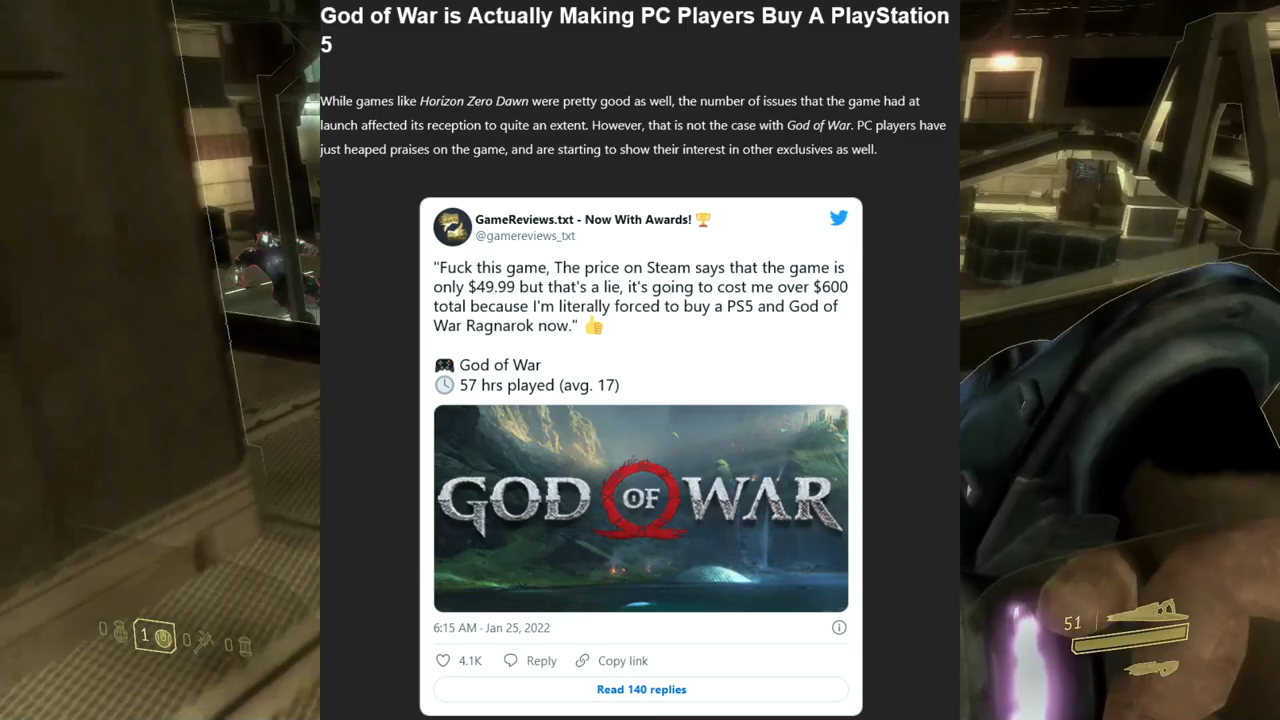 God of War is Actually Making PC Players Buy A PlayStation
5
While games like Horizon Zero Dawn were pretty good as well, the number of issues that the game had at
launch affected its reception to quite an extent. However, that is not the case with God of War. PC players have
just heaped praises on the game, and are starting to show their interest in other exclusives as well.
GameReviews.txt - Now With Awards! 🏆
@gamereviews_txt
"Fuck this game, The price on Steam says that the game is
only $49.99 but that's a lie, it's going to cost me over $600
total because I'm literally forced to buy a PS5 and God of
War Ragnarok now." 👍
🎮 God of War
🕓 57 hrs played (avg. 17)
GOD OF WAR
6:15 AM · Jan 25, 2022
4.1K Reply Copy link
Read 140 replies
0 1 0 0
51